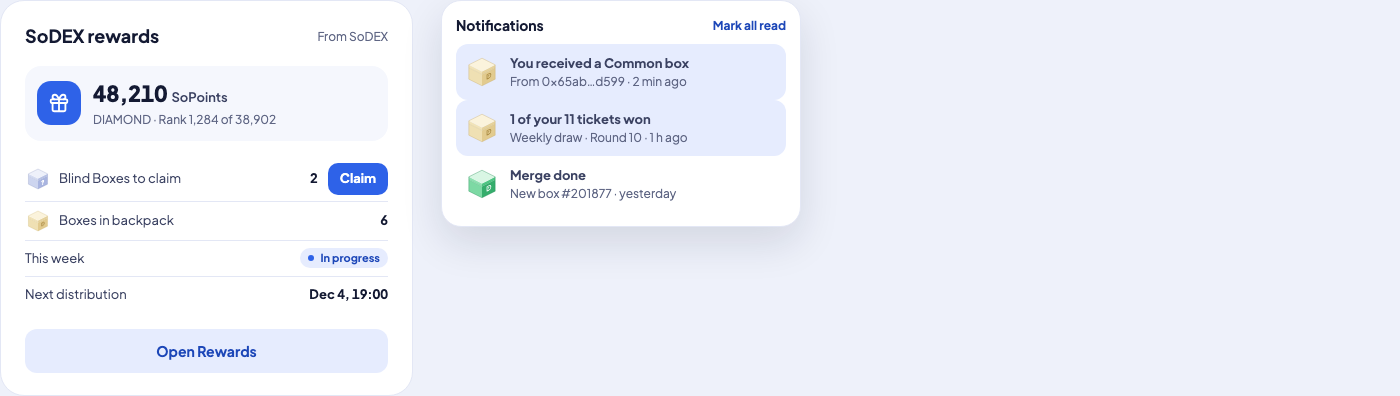 SoDEX rewards
From SoDEX
48,210 SoPoints
DIAMOND · Rank 1,284 of 38,902
Blind Boxes to claim
2
Claim
Boxes in backpack
6
This week
In progress
Next distribution
Dec 4, 19:00
Open Rewards
Notifications
Mark all read
You received a Common box
From 0×65ab…d599 · 2 min ago
1 of your 11 tickets won
Weekly draw · Round 10 · 1 h ago
Merge done
New box #201877 · yesterday